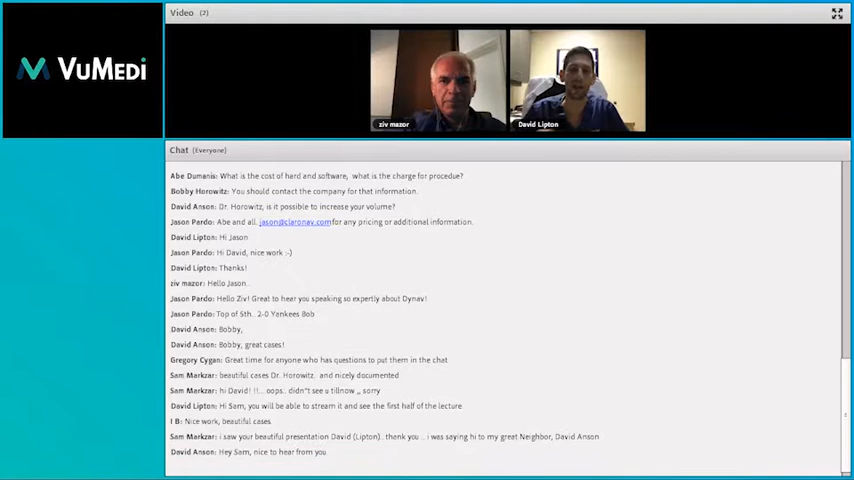 Video (2)
VUMEDI
ziv mazor
David Lipton
Chat (Everyone)
Abe Dumanis: What is the cost of hard and software, what is the charge for procedue?
Bobby Horowitz: You should contact the company for that information.
David Anson: Dr. Horowitz, is it possible to increase your volume?
Jason Pardo: Abe and all, jason@claronav.com for any pricing or additional information.
David Lipton: Hi Jason
Jason Pardo: Hi David, nice work :-)
David Lipton: Thanks!
ziv mazor: Hello Jason..
Jason Pardo: Hello Ziv! Great to hear you speaking so expertly about Dynav!
Jason Pardo: Top of 5th.. 2-0 Yankees Bob
David Anson: Bobby,
David Anson: Bobby, great cases!
Gregory Cygan: Great time for anyone who has questions to put them in the chat
Sam Markzar: beautiful cases Dr. Horowitz. and nicely documented
Sam Markzar: hi David! !!... oops.. didn"t see u tillnow ,, sorry
David Lipton: Hi Sam, you will be able to stream it and see the first half of the lecture
I B: Nice work, beautiful cases
Sam Markzar: i saw your beautiful presentation David (Lipton).. thank you .. i was saying hi to my great Neighbor, David Anson
David Anson: Hey Sam, nice to hear from you